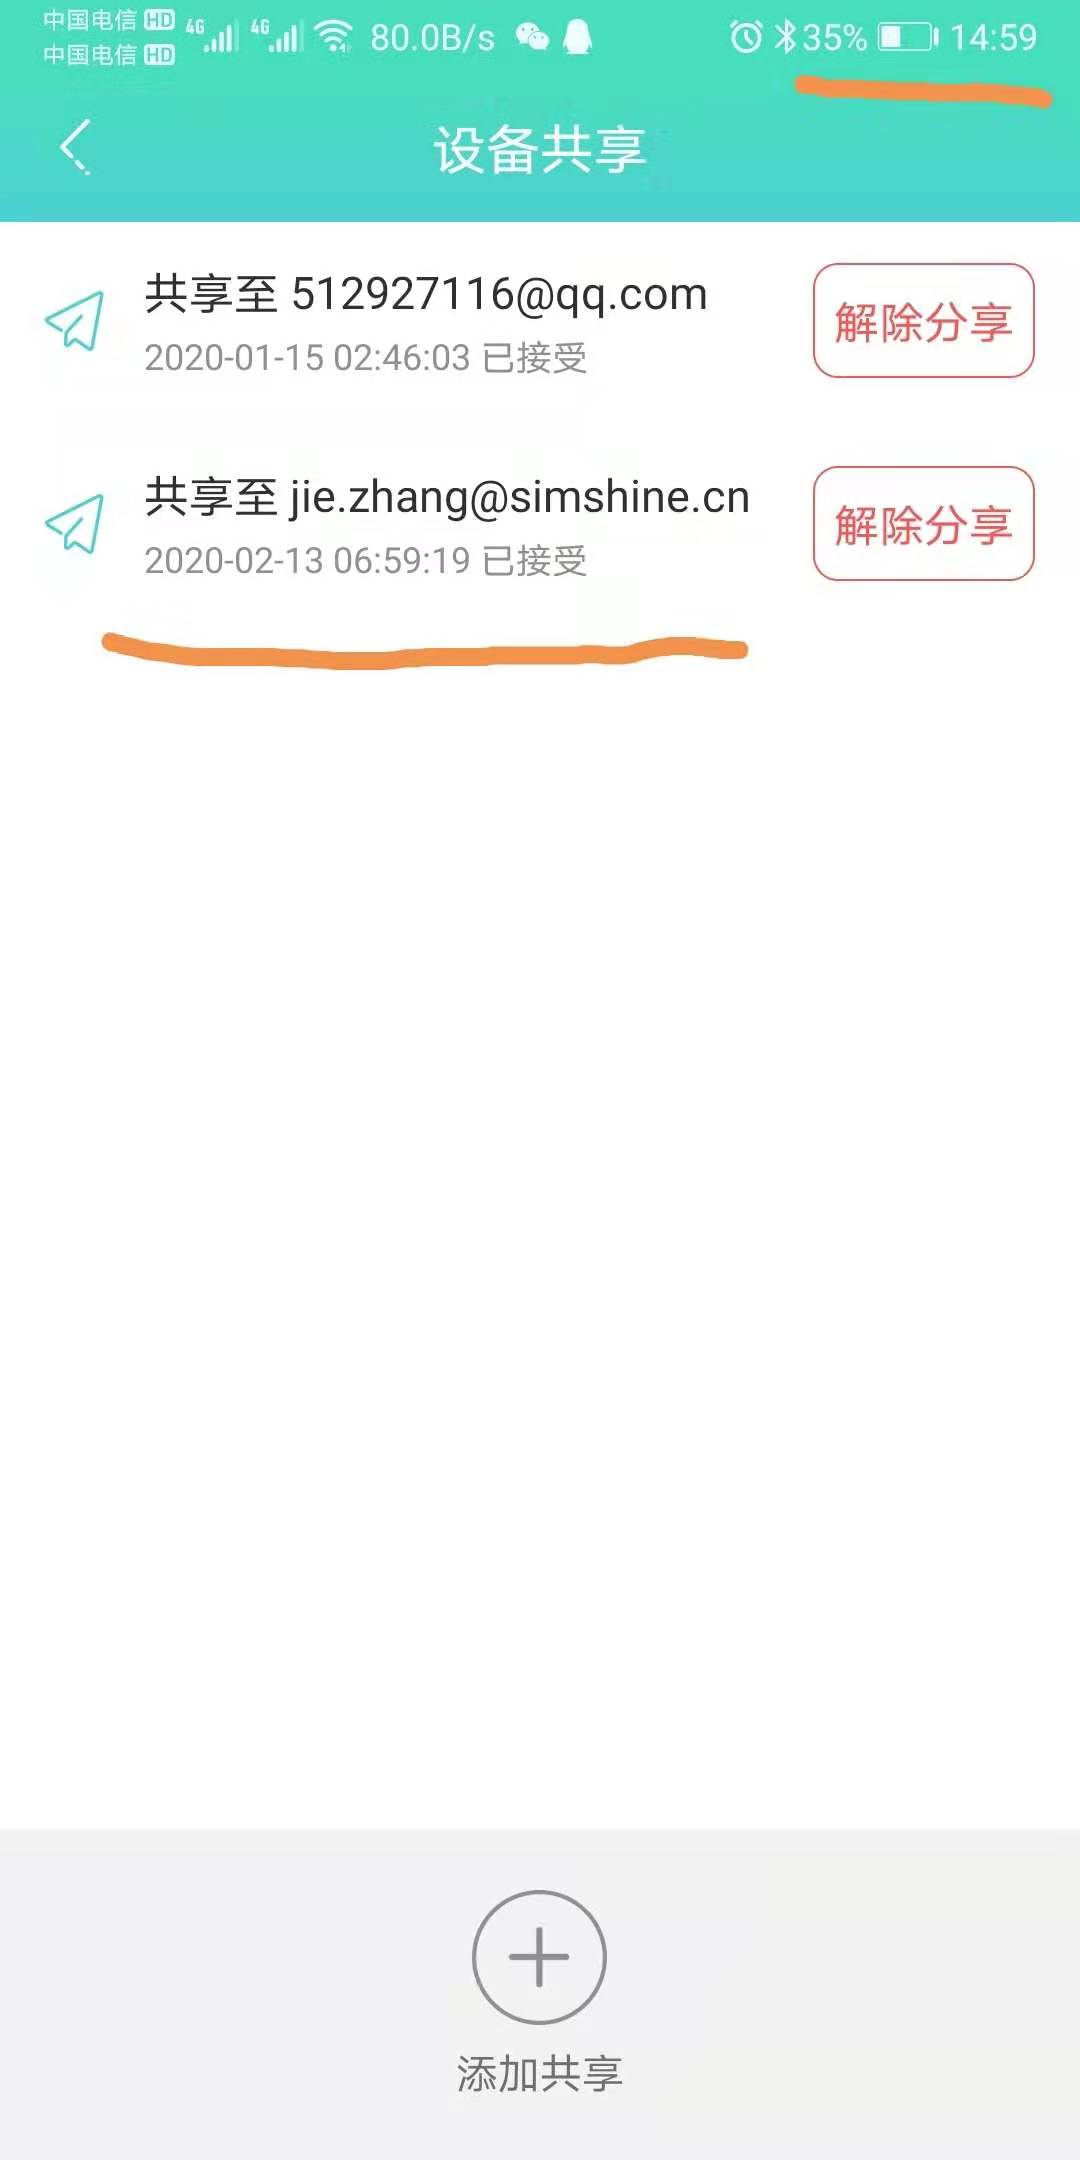 中国电信 HD 4G 4G 80.0B/s 35% 14:59
中国电信 HD
设备共享
共享至 512927116@qq.com
2020-01-15 02:46:03 已接受
解除分享
共享至 jie.zhang@simshine.cn
2020-02-13 06:59:19 已接受
解除分享
添加共享